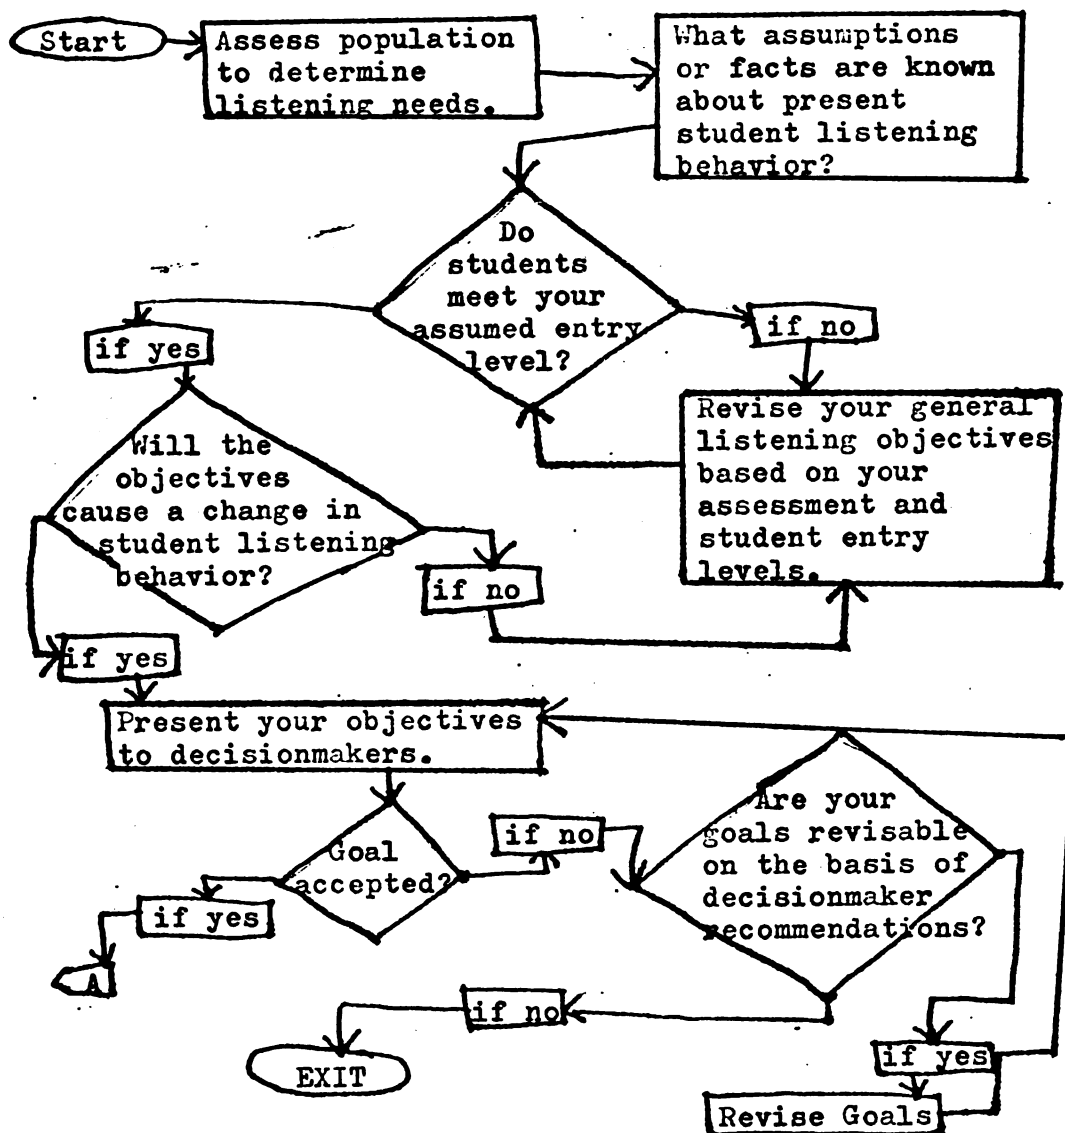 Start
Assess population
to determine
listening needs.
What assumptions
or facts are known
about present
student listening
behavior?
Do
students
meet your
assumed entry
level?
if yes
if no
Revise your general
listening objectives
based on your
assessment and
student entry
levels.
Will the
objectives
cause a change in
student listening
behavior?
if no
if yes
Present your objectives
to decisionmakers.
Goal
accepted?
if yes
A
if no
Are your
goals revisable
on the basis of
decisionmaker
recommendations?
if no
EXIT
if yes
Revise Goals